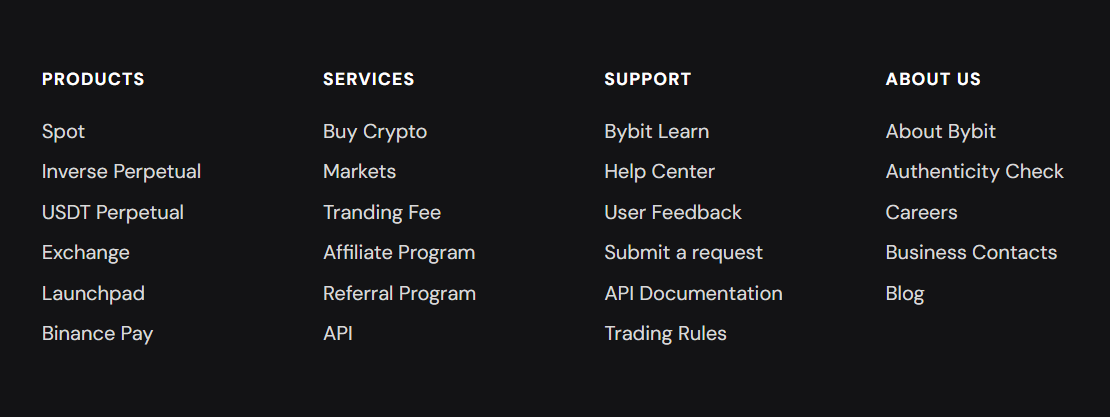 PRODUCTS
Spot
Inverse Perpetual
USDT Perpetual
Exchange
Launchpad
Binance Pay
SERVICES
Buy Crypto
Markets
Tranding Fee
Affiliate Program
Referral Program
API
SUPPORT
Bybit Learn
Help Center
User Feedback
Submit a request
API Documentation
Trading Rules
ABOUT US
About Bybit
Authenticity Check
Careers
Business Contacts
Blog